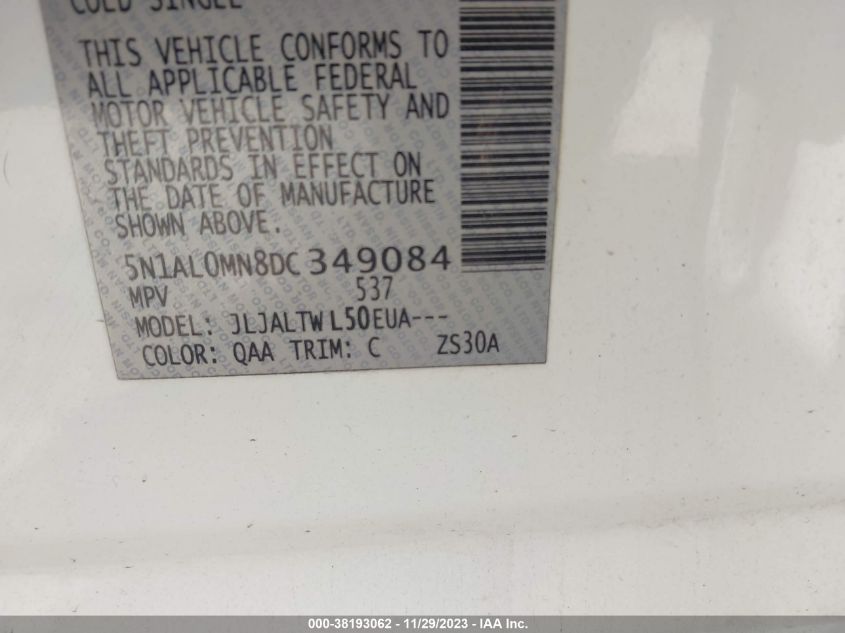 COLD SINGLE
THIS VEHICLE CONFORMS TO
ALL APPLICABLE FEDERAL
MOTOR VEHICLE SAFETY AND
THEFT PREVENTION
STANDARDS IN EFFECT ON
THE DATE OF MANUFACTURE
SHOWN ABOVE.
5N1AL0MN8DC349084
MPV 537
MODEL: JLJALTWL50EUA---
COLOR: QAA TRIM: C ZS30A
000-38193062 - 11/29/2023 - IAA Inc.